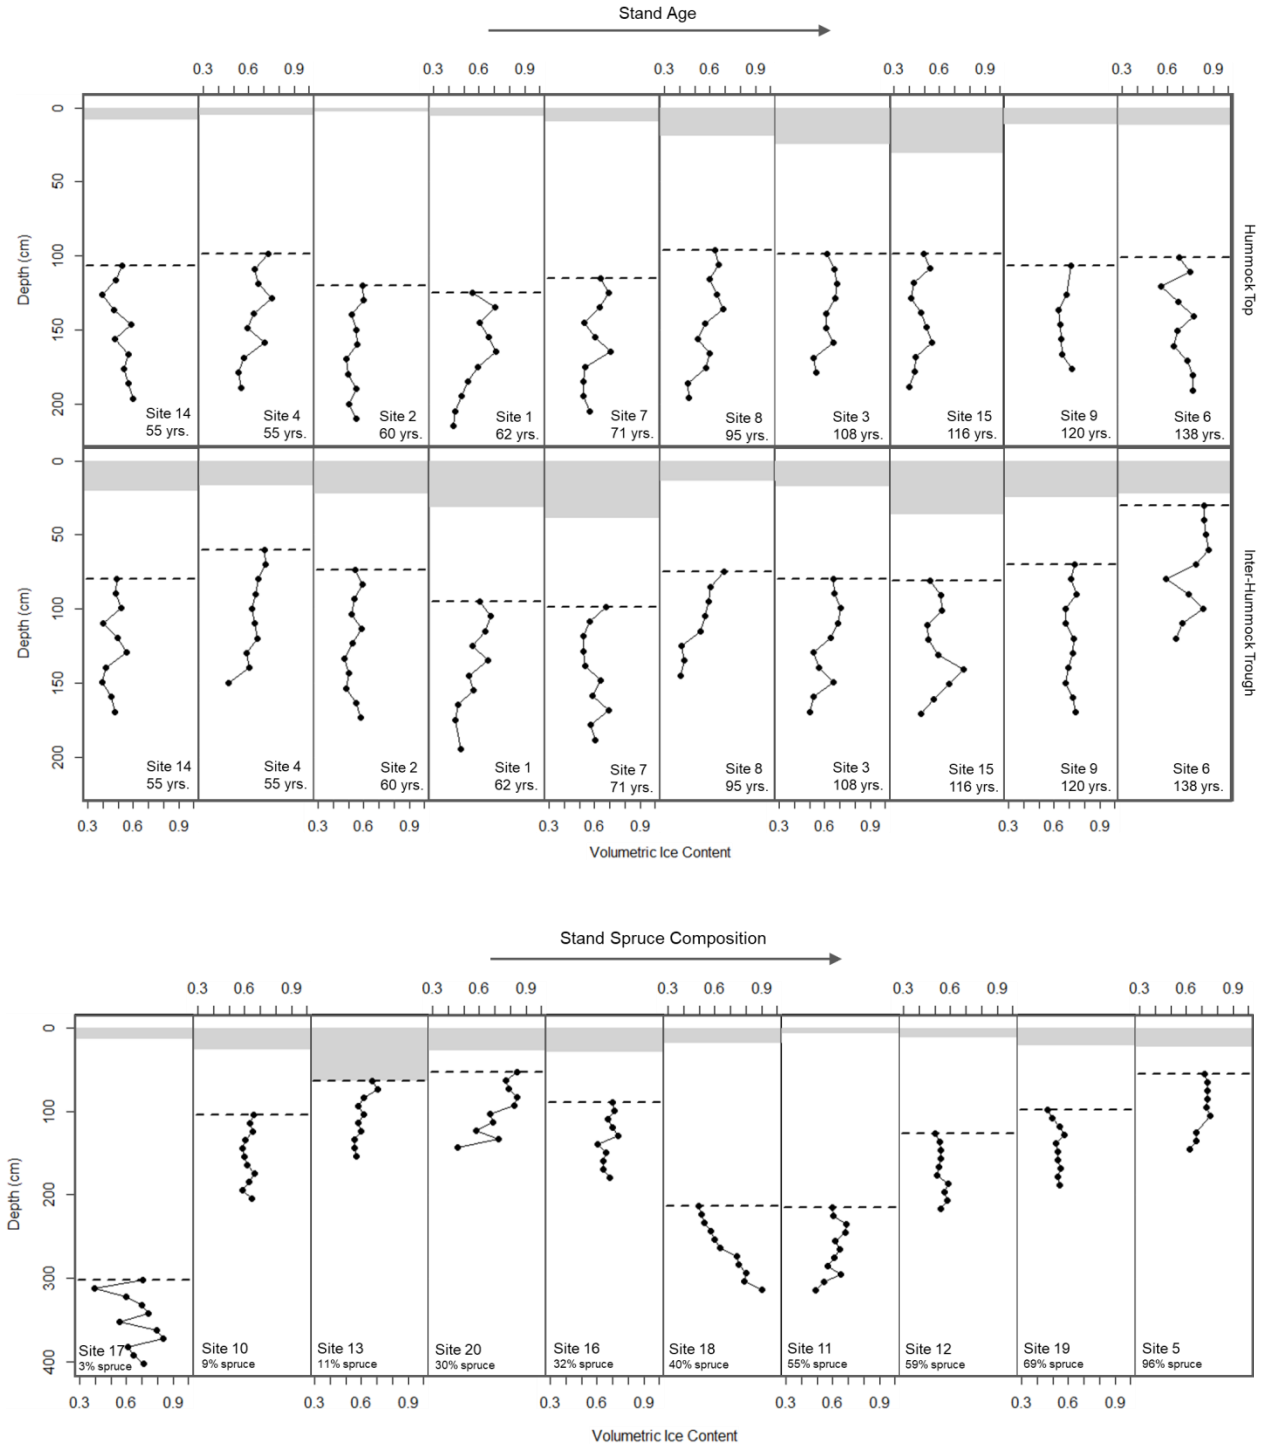 Stand Age
0.3 0.6 0.9 0.3 0.6 0.9 0.3 0.6 0.9 0.3 0.6 0.9 0.3 0.6 0.9
0
50
100
150
200
Depth (cm)
Hummock Top
Site 14 Site 4 Site 2 Site 1 Site 7 Site 8 Site 3 Site 15 Site 9 Site 6
55 yrs. 55 yrs. 60 yrs. 62 yrs. 71 yrs. 95 yrs. 108 yrs. 116 yrs. 120 yrs. 138 yrs.
0
50
100
150
200
Depth (cm)
Inter-Hummock Trough
Site 14 Site 4 Site 2 Site 1 Site 7 Site 8 Site 3 Site 15 Site 9 Site 6
55 yrs. 55 yrs. 60 yrs. 62 yrs. 71 yrs. 95 yrs. 108 yrs. 116 yrs. 120 yrs. 138 yrs.
0.3 0.6 0.9 0.3 0.6 0.9 0.3 0.6 0.9 0.3 0.6 0.9 0.3 0.6 0.9
Volumetric Ice Content
Stand Spruce Composition
0.3 0.6 0.9 0.3 0.6 0.9 0.3 0.6 0.9 0.3 0.6 0.9 0.3 0.6 0.9
0
100
200
300
400
Depth (cm)
Site 17 Site 10 Site 13 Site 20 Site 16 Site 18 Site 11 Site 12 Site 19 Site 5
3% spruce 9% spruce 11% spruce 30% spruce 32% spruce 40% spruce 55% spruce 59% spruce 69% spruce 96% spruce
0.3 0.6 0.9 0.3 0.6 0.9 0.3 0.6 0.9 0.3 0.6 0.9 0.3 0.6 0.9
Volumetric Ice Content